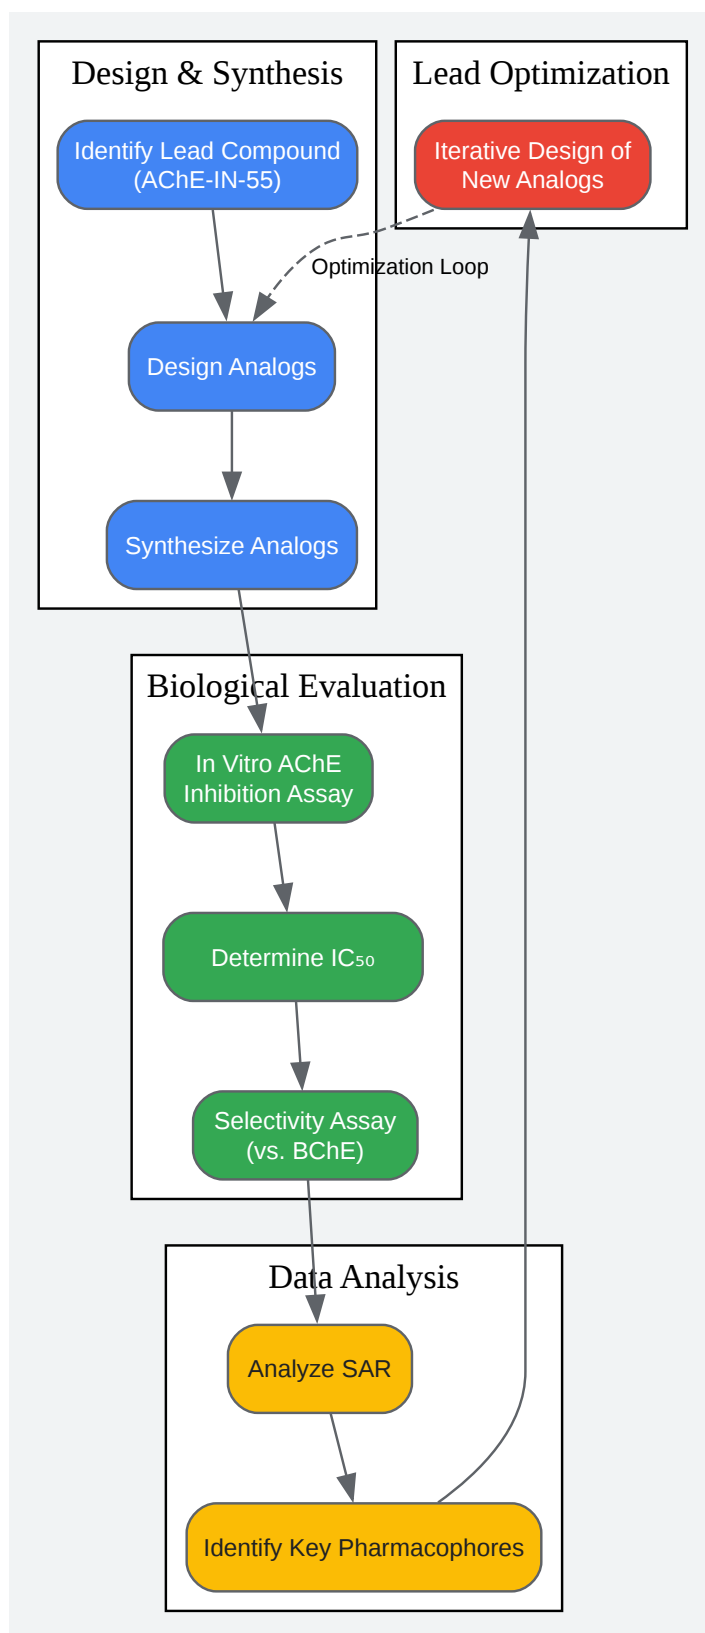 Design & Synthesis
Lead Optimization
Identify Lead Compound
(AChE-IN-55)
Iterative Design of
New Analogs
Optimization Loop
Design Analogs
Synthesize Analogs
Biological Evaluation
In Vitro AChE
Inhibition Assay
Determine IC₅₀
Selectivity Assay
(vs. BChE)
Data Analysis
Analyze SAR
Identify Key Pharmacophores